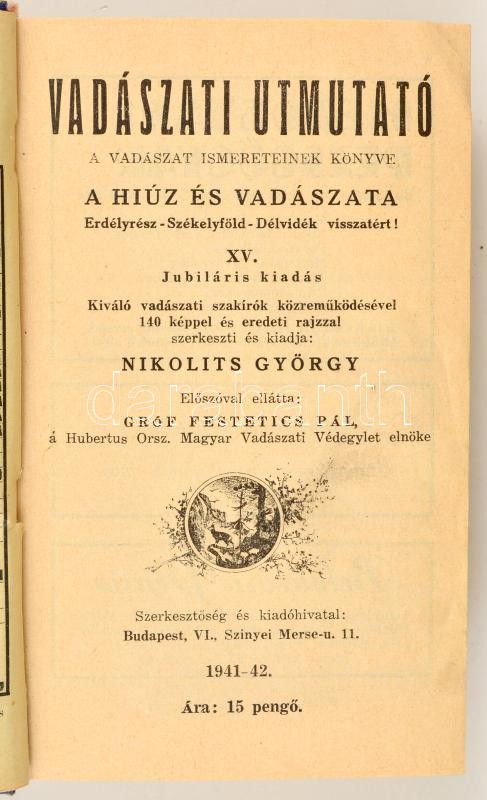 VADÁSZATI UTMUTATÓ
A VADÁSZAT ISMERETEINEK KÖNYVE
A HIÚZ ÉS VADÁSZATA
Erdélyrész - Székelyföld - Délvidék visszatért!
XV.
Jubiláris kiadás
Kiváló vadászati szakírók közreműködésével
140 képpel és eredeti rajzzal
szerkeszti és kiadja:
NIKOLITS GYÖRGY
darabanth
Előszóval ellátta:
GRÓF FESTETICS PÁL,
á Hubertus Orsz. Magyar Vadászati Védegylet elnöke
Szerkesztőség és kiadóhivatal:
Budapest, VI., Szinyei Merse-u. 11.
1941-42.
Ára: 15 pengő.